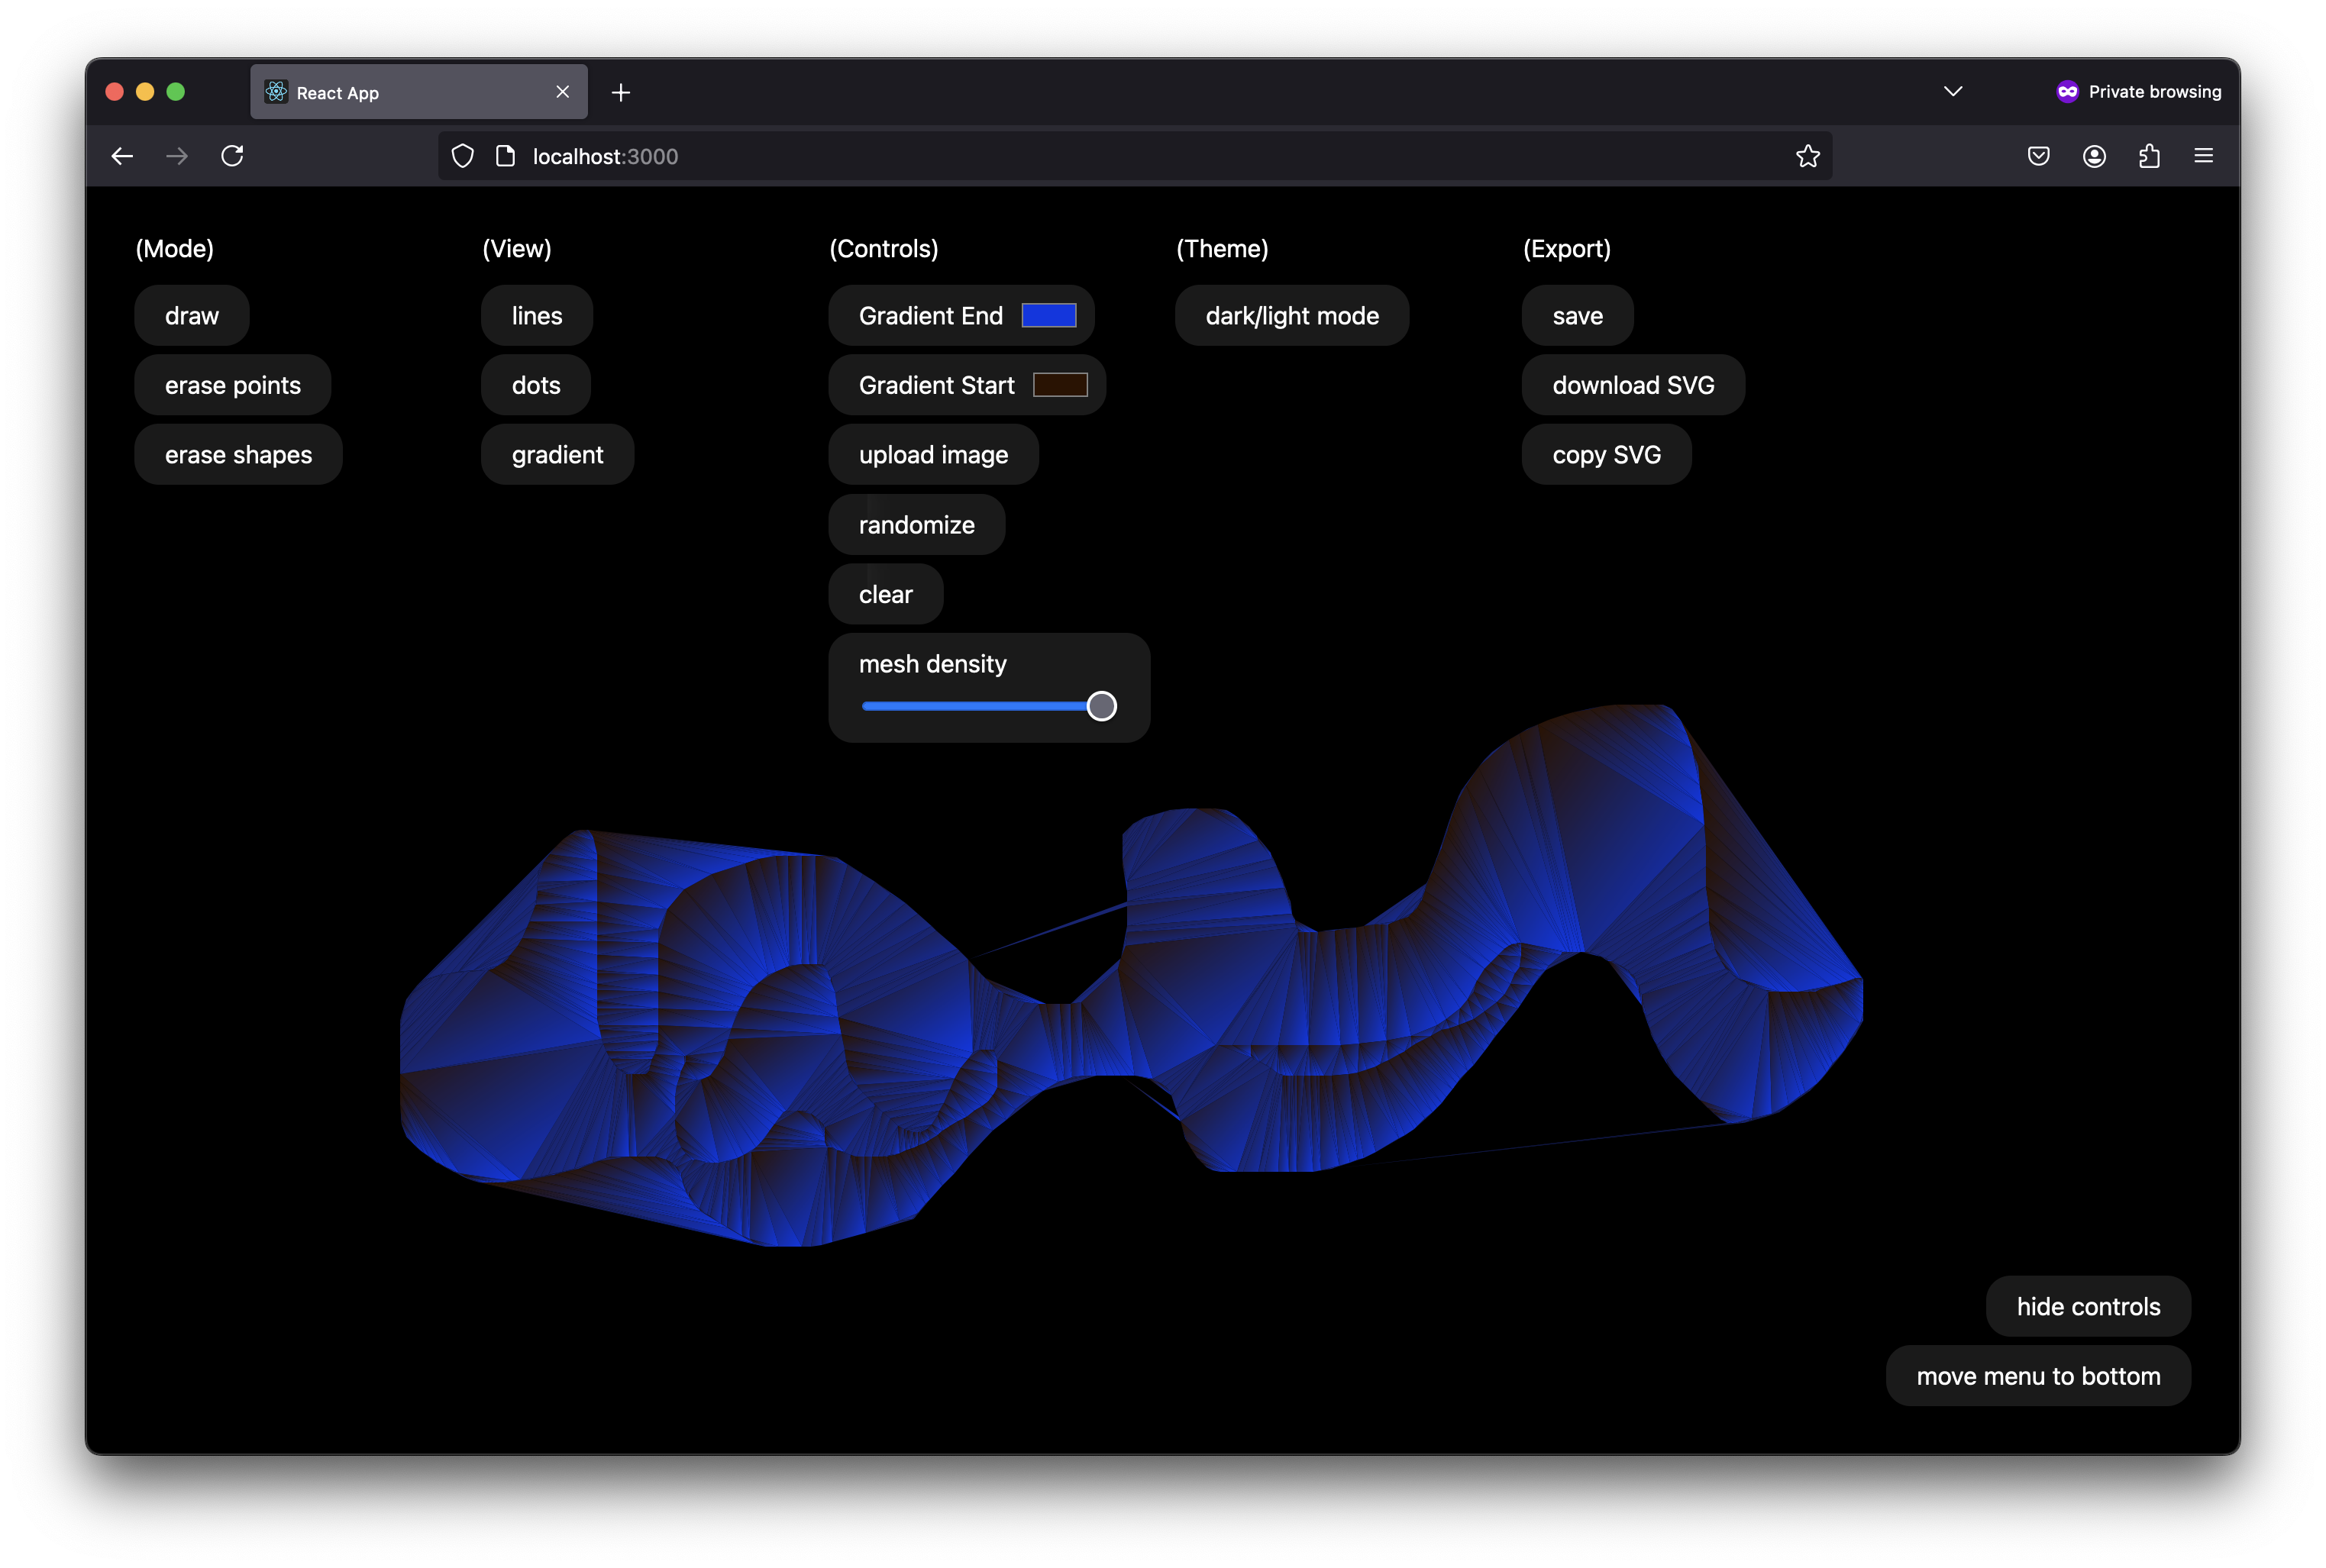 React App
Private browsing
localhost:3000
(Mode)
draw
erase points
erase shapes
(View)
lines
dots
gradient
(Controls)
Gradient End
Gradient Start
upload image
randomize
clear
mesh density
(Theme)
dark/light mode
(Export)
save
download SVG
copy SVG
hide controls
move menu to bottom